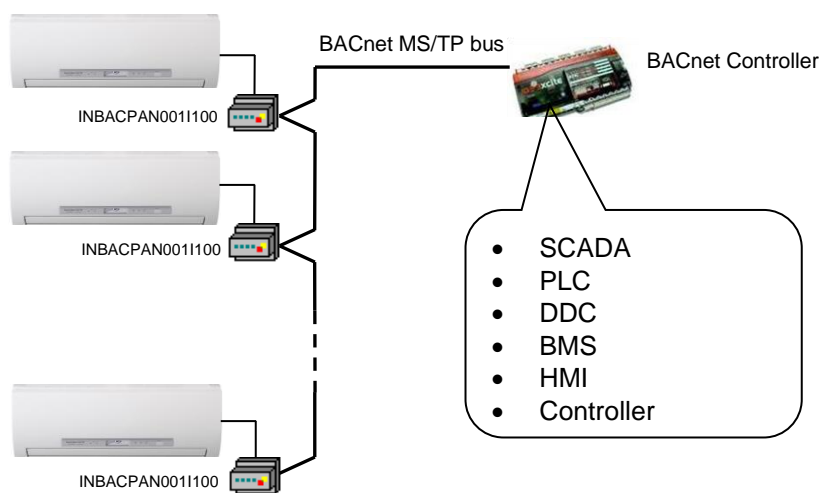 BACnet MS/TP bus
BACnet Controller
INBACPAN001I100
INBACPAN001I100
INBACPAN001I100
• SCADA
• PLC
• DDC
• BMS
• HMI
• Controller